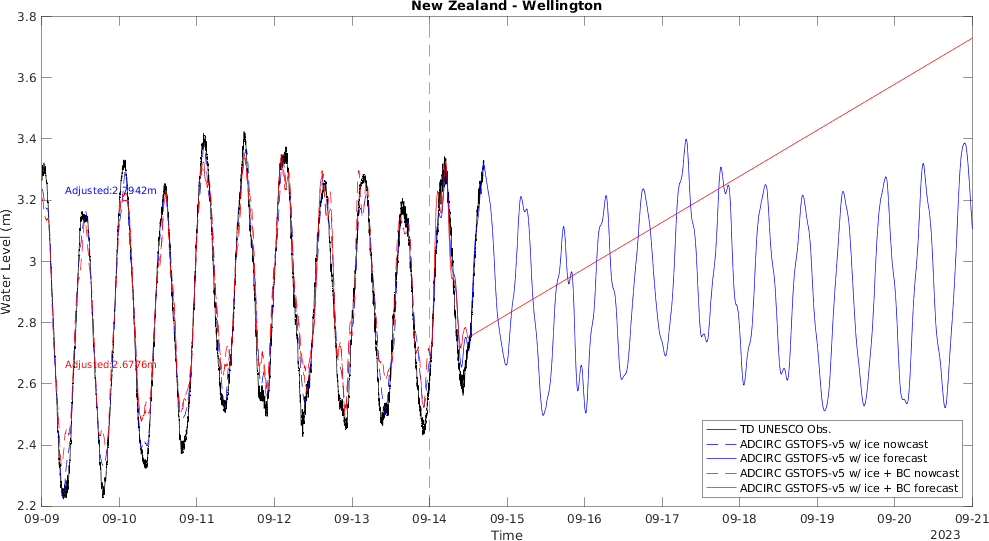 New Zealand - Wellington
3.8
3.6
3.4
3.2
3
2.8
2.6
2.4
2.2
Water Level (m)
Adjusted:2.7942m
Adjusted:2.6776m
TD UNESCO Obs.
ADCIRC GSTOFS-v5 w/ ice nowcast
ADCIRC GSTOFS-v5 w/ ice forecast
ADCIRC GSTOFS-v5 w/ ice + BC nowcast
ADCIRC GSTOFS-v5 w/ ice + BC forecast
09-09 09-10 09-11 09-12 09-13 09-14 09-15 09-16 09-17 09-18 09-19 09-20 09-21
Time
2023